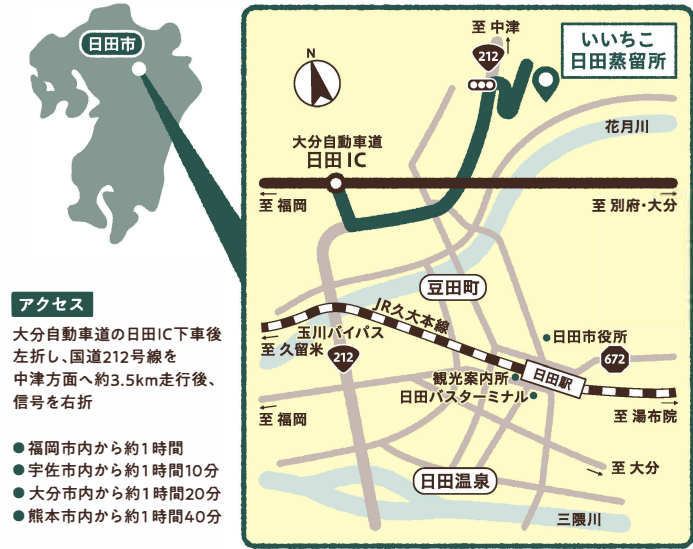 日田市
アクセス
大分自動車道の日田IC下車後
左折し、国道212号線を
中津方面へ約3.5km走行後、
信号を右折
●福岡市内から約1時間
●宇佐市内から約1時間10分
●大分市内から約1時間20分
●熊本市内から約1時間40分
至 中津
212
いいちこ
日田蒸留所
N
花月川
大分自動車道
日田IC
至 福岡
至 別府・大分
豆田町
JR久大本線
玉川バイパス
至 久留米
212
日田市役所
672
観光案内所
日田駅
日田バスターミナル
至 福岡
至 湯布院
至 大分
日田温泉
三隈川